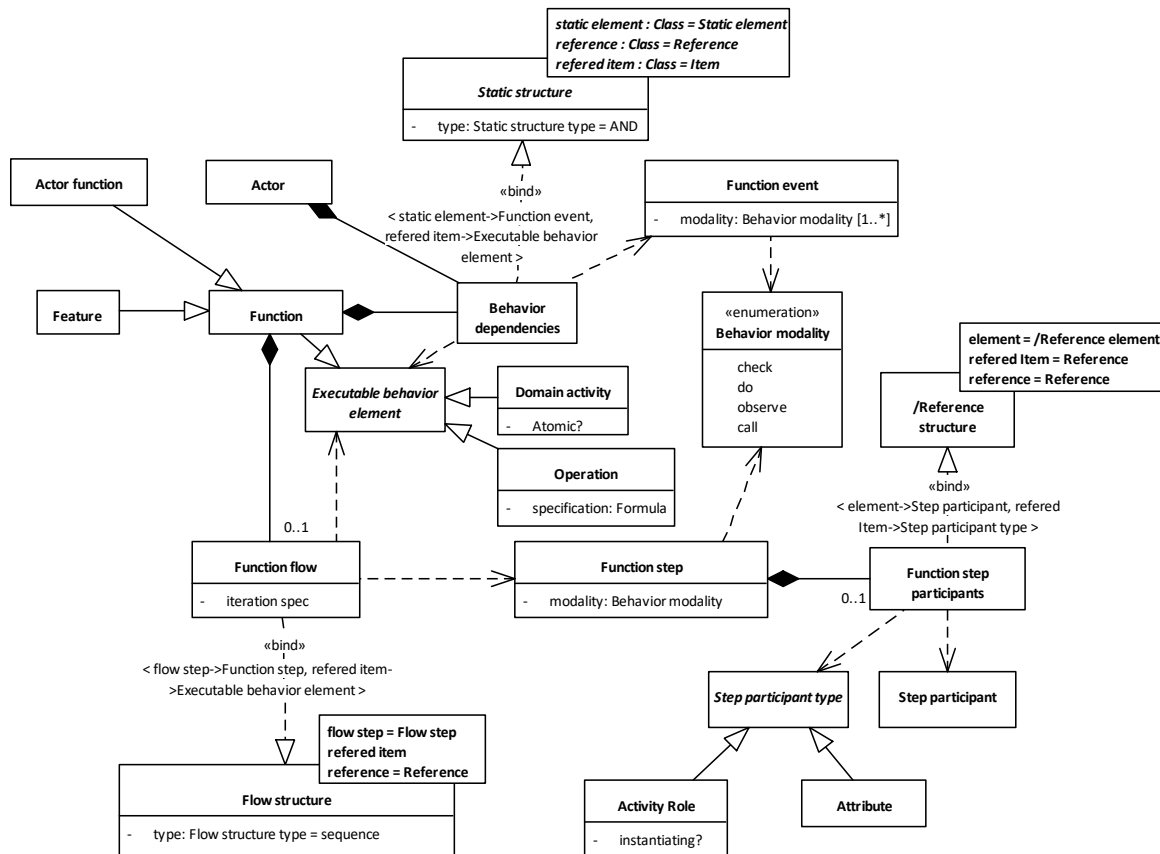 static element : Class = Static element
reference : Class = Reference
refered item : Class = Item
Static structure
- type: Static structure type = AND
Actor function
Actor
«bind»
< static element->Function event,
refered item->Executable behavior
element >
Function event
- modality: Behavior modality [1..*]
Feature
Function
Behavior
dependencies
«enumeration»
Behavior modality
check
do
observe
call
element = /Reference element
refered Item = Reference
reference = Reference
/Reference
structure
Executable behavior
element
Domain activity
- Atomic?
Operation
- specification: Formula
«bind»
< element->Step participant, refered
Item->Step participant type >
0..1
Function flow
- iteration spec
Function step
- modality: Behavior modality
0..1
Function step
participants
«bind»
< flow step->Function step, refered item-
>Executable behavior element >
Step participant type
Step participant
flow step = Flow step
refered item
reference = Reference
Flow structure
- type: Flow structure type = sequence
Activity Role
- instantiating?
Attribute